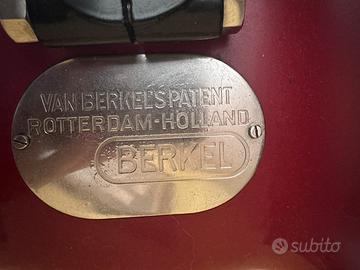 VAN BERKEL'S PATENT
ROTTERDAM-HOLLAND
BERKEL
subito